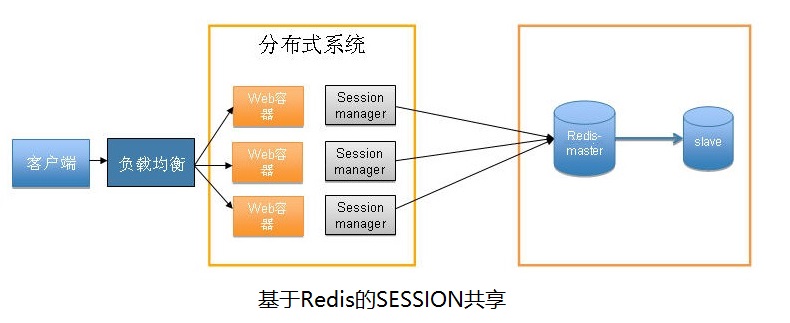 分布式系统
客户端
负载均衡
Web容
器
Session
manager
Web容
器
Session
manager
Web容
器
Session
manager
Redis-
master
slave
基于Redis的SESSION共享